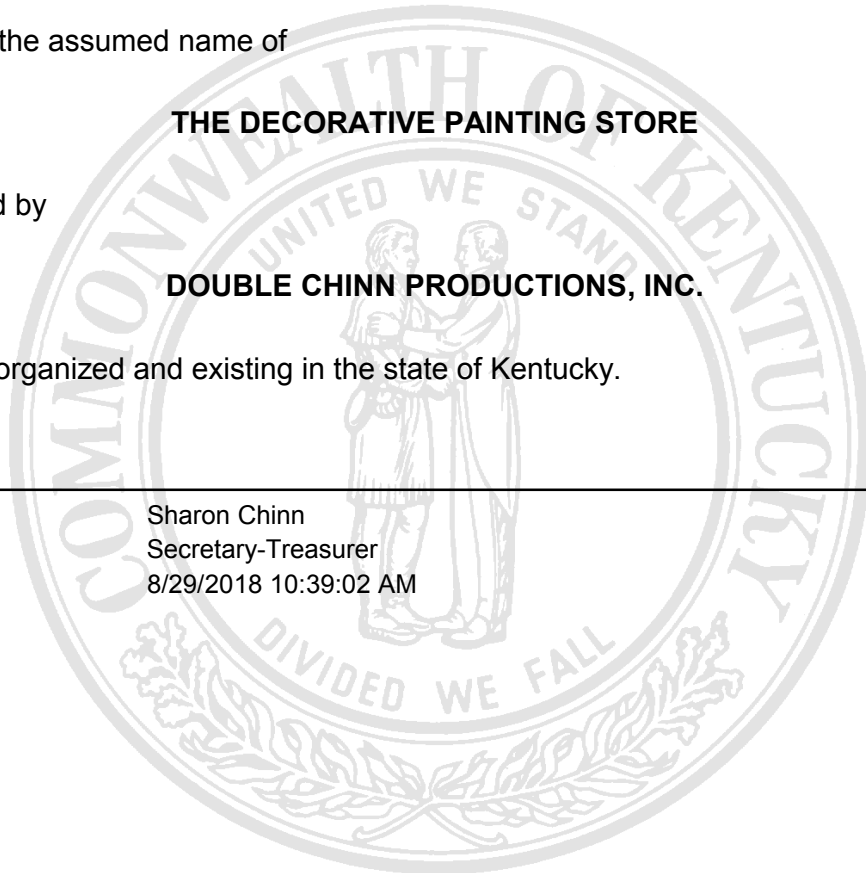 the assumed name of
THE DECORATIVE PAINTING STORE
d by
DOUBLE CHINN PRODUCTIONS, INC.
organized and existing in the state of Kentucky.
Sharon Chinn
Secretary-Treasurer
8/29/2018 10:39:02 AM
COMMONWEALTH OF KENTUCKY
UNITED WE STAND
DIVIDED WE FALL